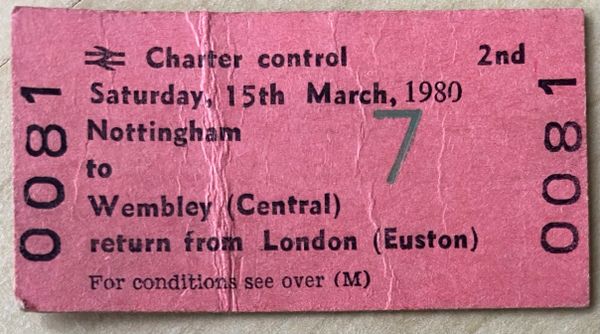 Charter control 2nd
Saturday, 15th March, 1980
Nottingham
7
to
Wembley (Central)
return from London (Euston)
For conditions see over (M)
0081
0081